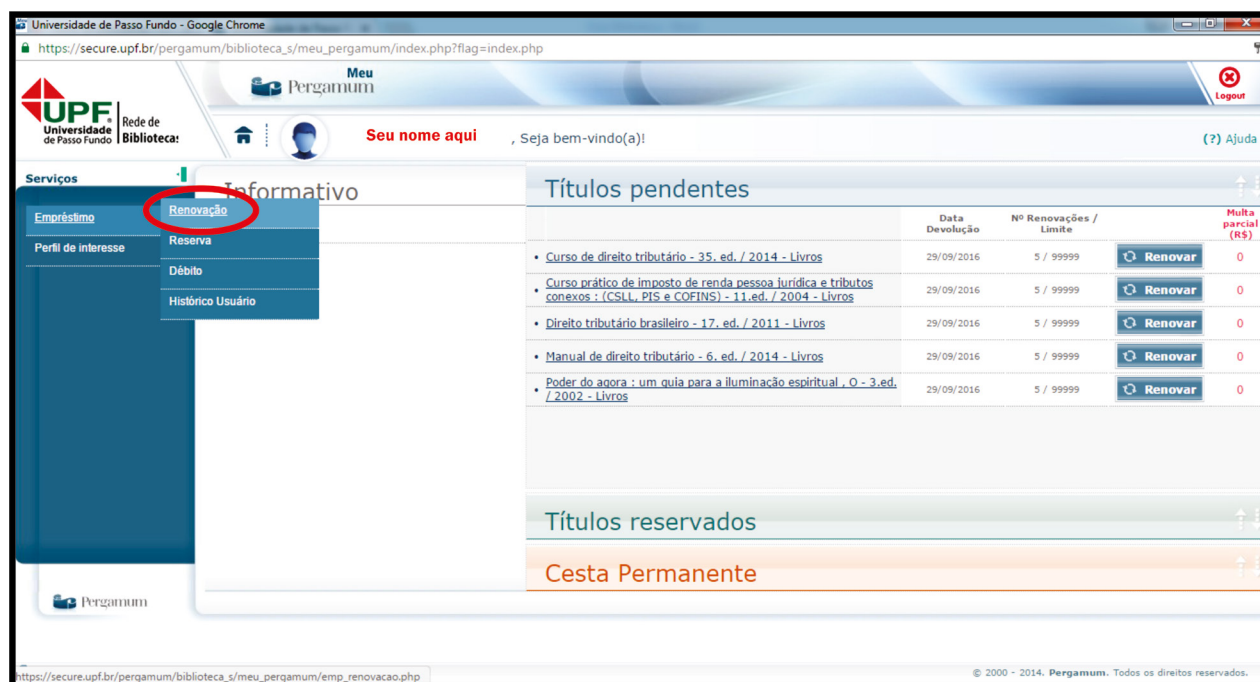 Universidade de Passo Fundo - Google Chrome
https://secure.upf.br/pergamum/biblioteca_s/meu_pergamum/index.php?flag=index.php
UPF
Universidade
de Passo Fundo
Rede de
Bibliotecas
Meu
Pergamum
Logout
Seu nome aqui , Seja bem-vindo(a)!
(?) Ajuda
Serviços
Empréstimo
Perfil de interesse
Renovação
Reserva
Débito
Histórico Usuário
Informativo
Títulos pendentes
Data
Devolução
Nº Renovações /
Limite
Multa
parcial
(R$)
• Curso de direito tributário - 35. ed. / 2014 - Livros 29/09/2016 5 / 99999 Renovar 0
• Curso prático de imposto de renda pessoa jurídica e tributos
conexos : (CSLL, PIS e COFINS) - 11.ed. / 2004 - Livros 29/09/2016 5 / 99999 Renovar 0
• Direito tributário brasileiro - 17. ed. / 2011 - Livros 29/09/2016 5 / 99999 Renovar 0
• Manual de direito tributário - 6. ed. / 2014 - Livros 29/09/2016 5 / 99999 Renovar 0
• Poder do agora : um guia para a iluminação espiritual , O - 3.ed.
/ 2002 - Livros 29/09/2016 5 / 99999 Renovar 0
Títulos reservados
Cesta Permanente
Pergamum
https://secure.upf.br/pergamum/biblioteca_s/meu_pergamum/emp_renovacao.php
© 2000 - 2014. Pergamum. Todos os direitos reservados.